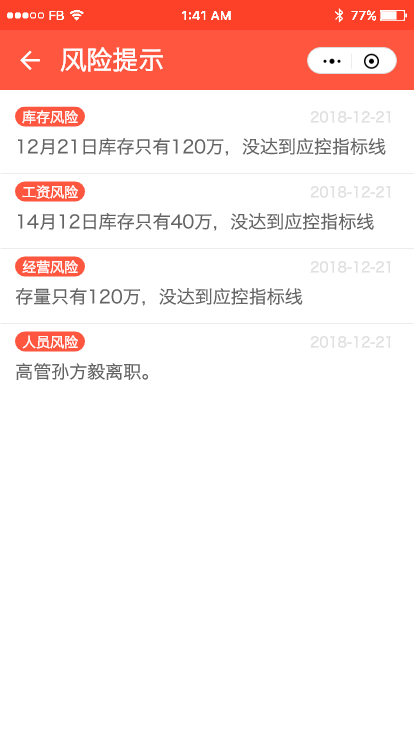 FB 1:41 AM 77%
风险提示
库存风险 2018-12-21
12月21日库存只有120万，没达到应控指标线
工资风险 2018-12-21
14月12日库存只有40万，没达到应控指标线
经营风险 2018-12-21
存量只有120万，没达到应控指标线
人员风险 2018-12-21
高管孙方毅离职。